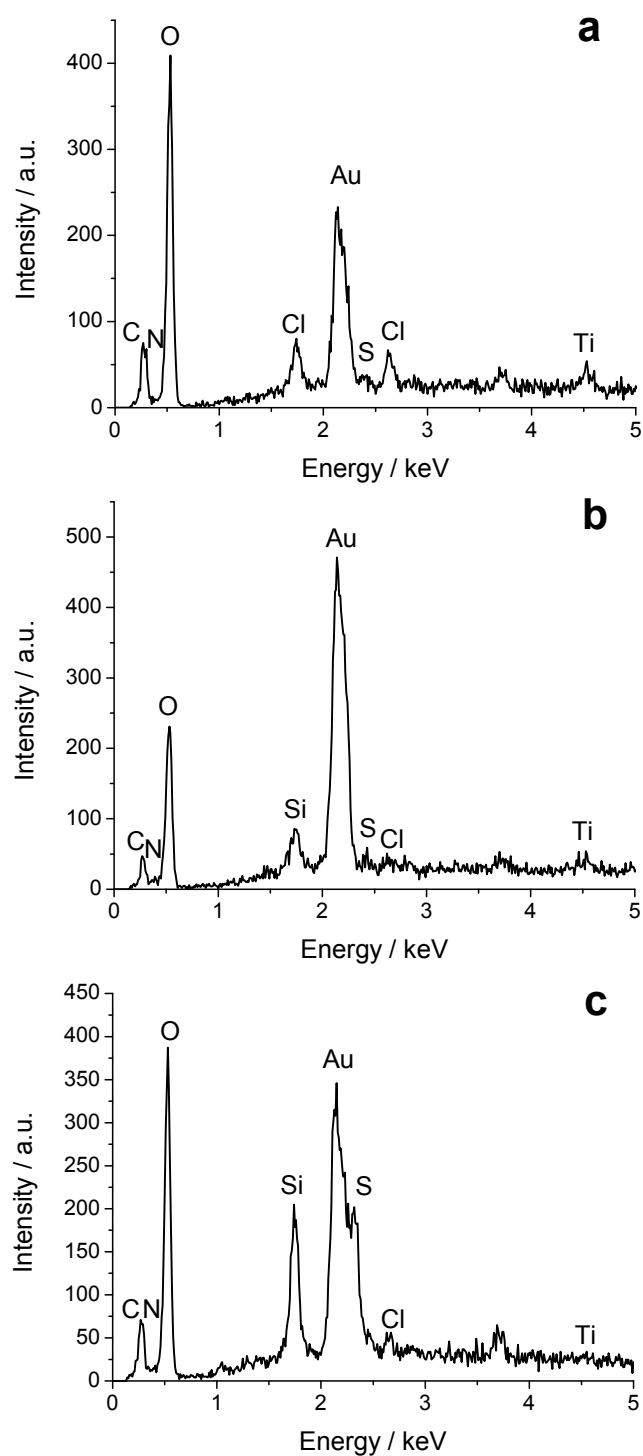 a
O
400
Au
300
200
C N
Cl
S
Cl
Ti
100
0
0 1 2 3 4 5
Intensity / a.u.
Energy / keV
b
500
Au
400
300
O
200
Si
C N
S
Cl
Ti
100
0
0 1 2 3 4 5
Intensity / a.u.
Energy / keV
c
450
O
400
Au
350
300
250
Si
S
200
150
100
C N
Cl
50
Ti
0
0 1 2 3 4 5
Intensity / a.u.
Energy / keV